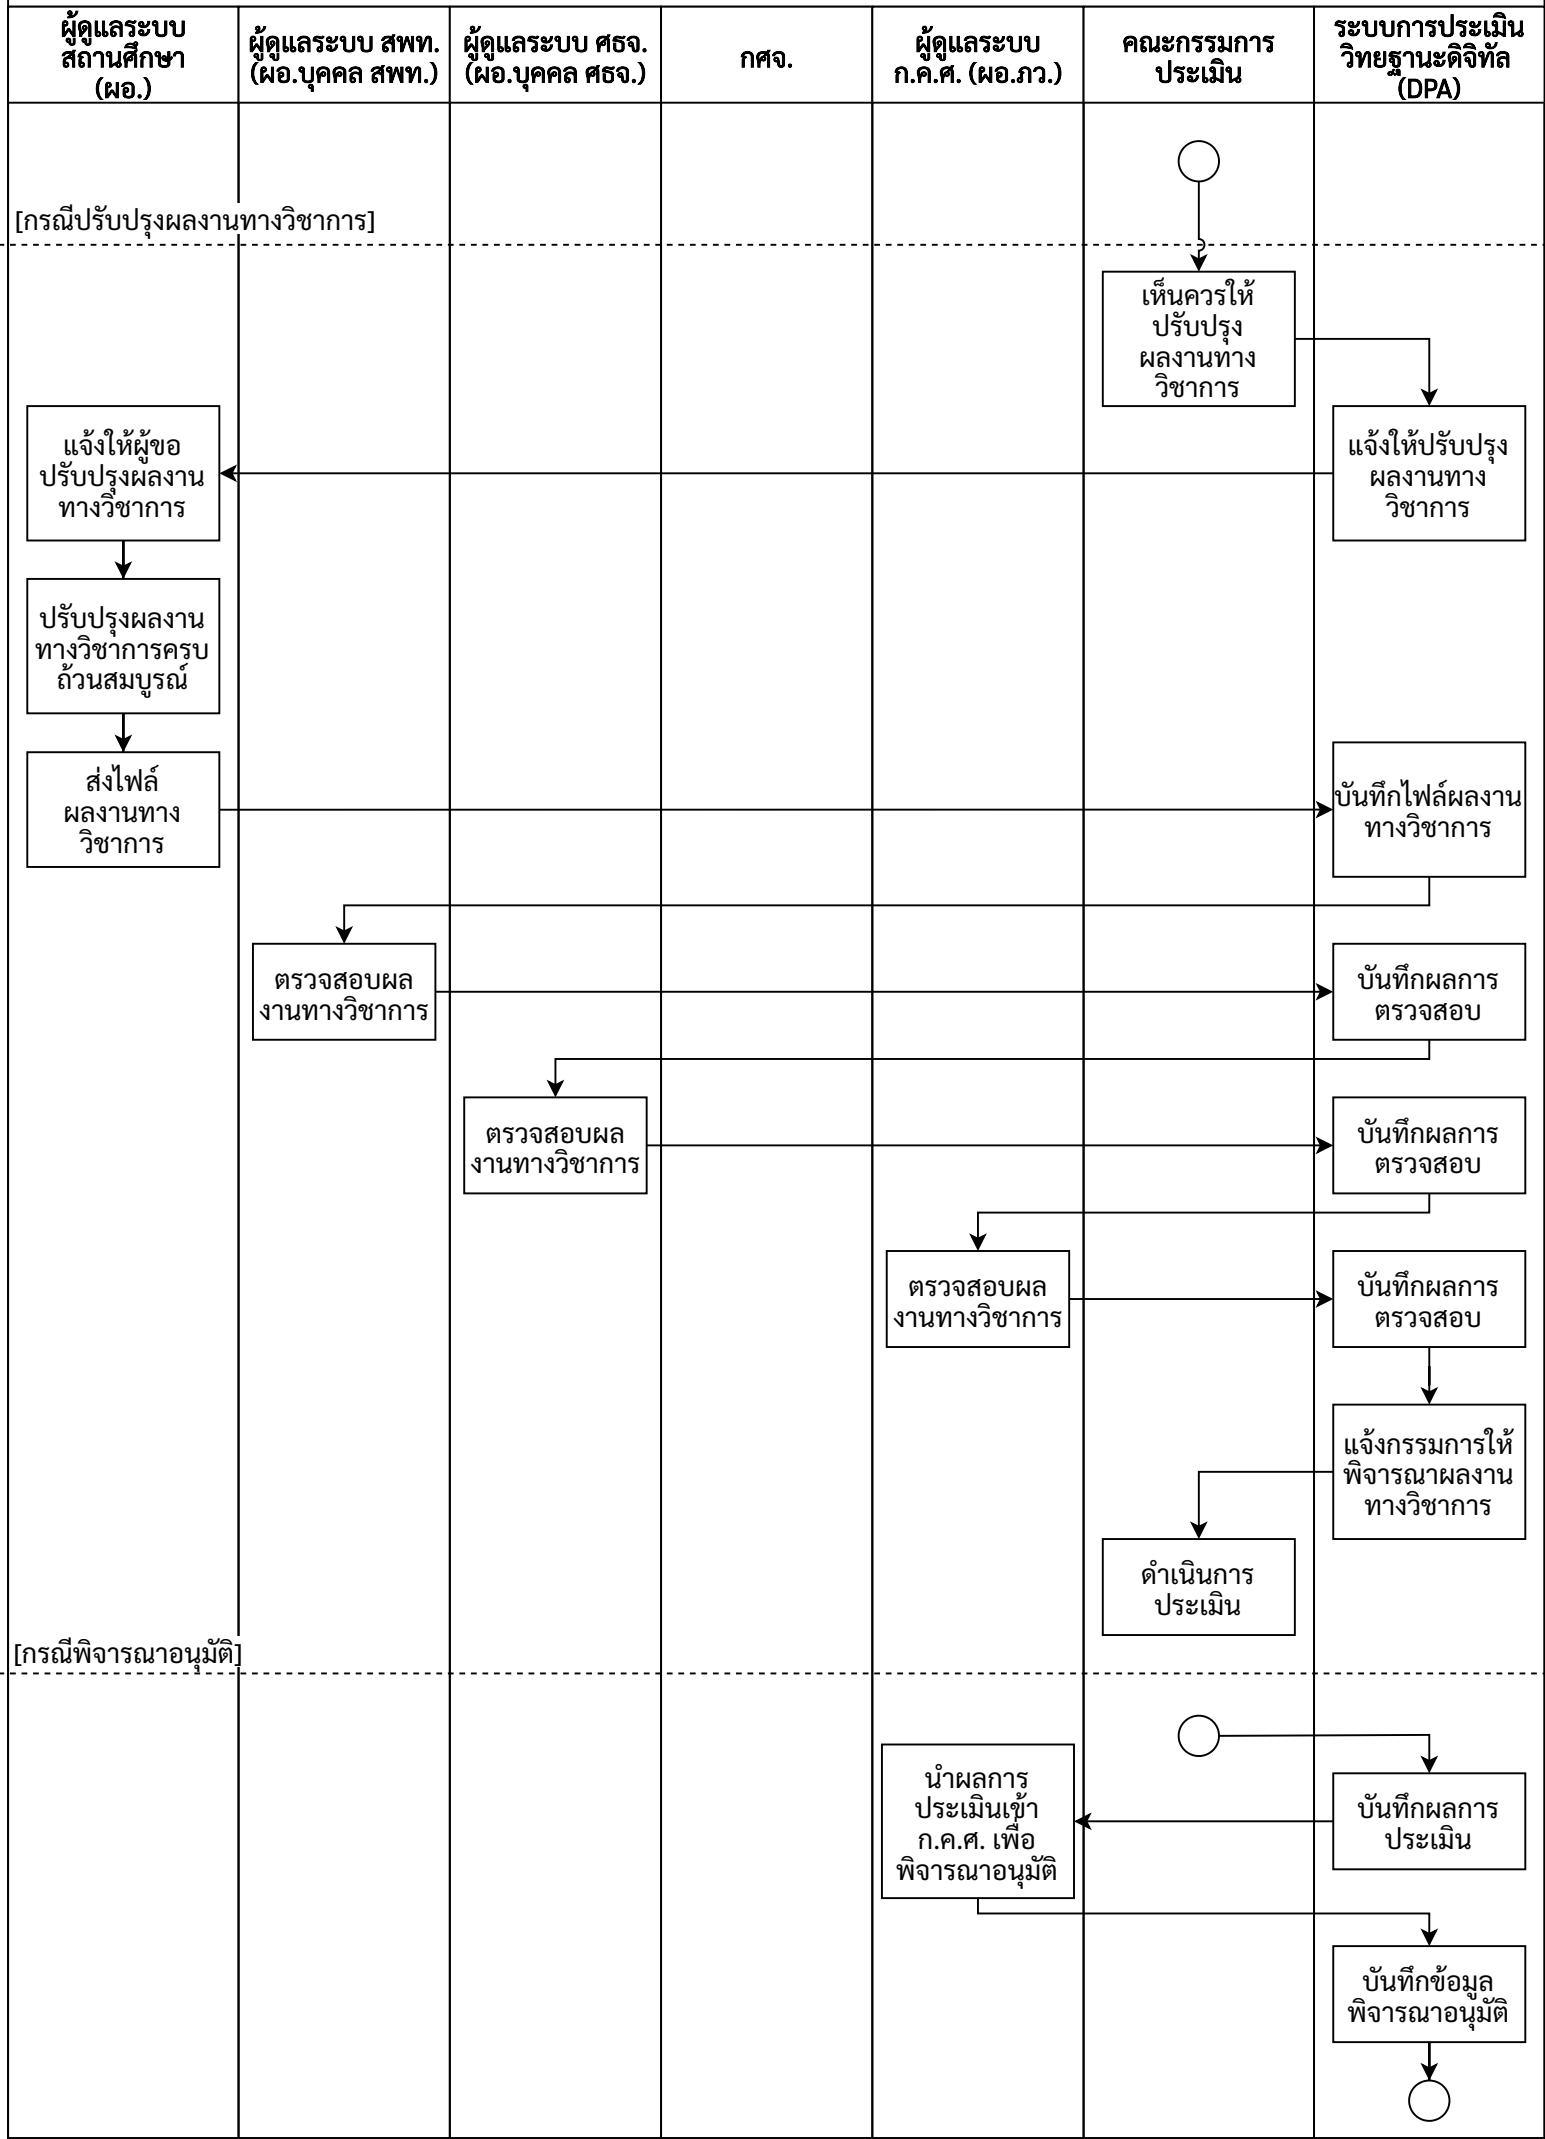 ผู้ดูแลระบบ
สถานศึกษา
(ผอ.)
ผู้ดูแลระบบ สพท.
(ผอ.บุคคล สพท.)
ผู้ดูแลระบบ ศธจ.
(ผอ.บุคคล ศธจ.)
กศจ.
ผู้ดูแลระบบ
ก.ค.ศ. (ผอ.ภว.)
คณะกรรมการ
ประเมิน
ระบบการประเมิน
วิทยฐานะดิจิทัล
(DPA)
[กรณีปรับปรุงผลงานทางวิชาการ]
เห็นควรให้
ปรับปรุง
ผลงานทาง
วิชาการ
แจ้งให้ผู้ขอ
ปรับปรุงผลงาน
ทางวิชาการ
แจ้งให้ปรับปรุง
ผลงานทาง
วิชาการ
ปรับปรุงผลงาน
ทางวิชาการครบ
ถ้วนสมบูรณ์
ส่งไฟล์
ผลงานทาง
วิชาการ
บันทึกไฟล์ผลงาน
ทางวิชาการ
ตรวจสอบผล
งานทางวิชาการ
บันทึกผลการ
ตรวจสอบ
ตรวจสอบผล
งานทางวิชาการ
บันทึกผลการ
ตรวจสอบ
ตรวจสอบผล
งานทางวิชาการ
บันทึกผลการ
ตรวจสอบ
แจ้งกรรมการให้
พิจารณาผลงาน
ทางวิชาการ
ดำเนินการ
ประเมิน
[กรณีพิจารณาอนุมัติ]
นำผลการ
ประเมินเข้า
ก.ค.ศ. เพื่อ
พิจารณาอนุมัติ
บันทึกผลการ
ประเมิน
บันทึกข้อมูล
พิจารณาอนุมัติ